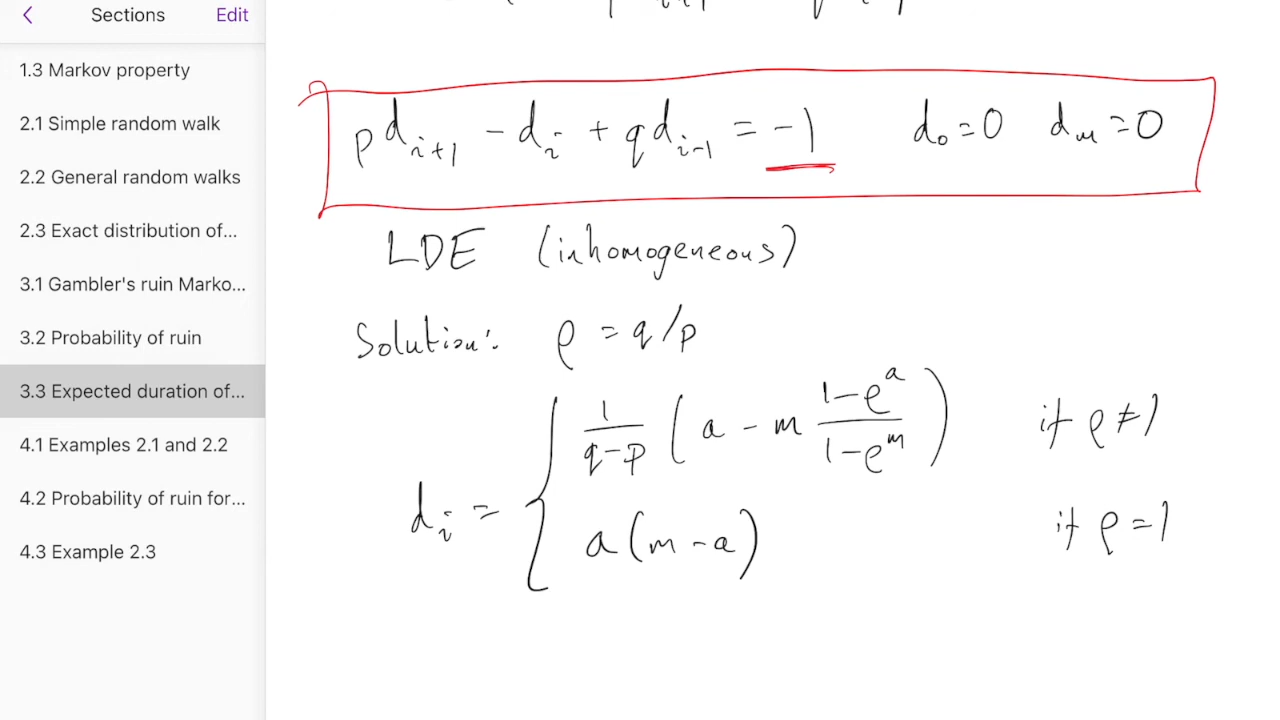 Sections Edit
1.3 Markov property
2.1 Simple random walk
2.2 General random walks
2.3 Exact distribution of...
3.1 Gambler's ruin Marko...
3.2 Probability of ruin
3.3 Expected duration of...
4.1 Examples 2.1 and 2.2
4.2 Probability of ruin for...
4.3 Example 2.3
p d_{i+1} - d_i + q d_{i-1} = -1 d_0 = 0 d_m = 0
LDE (inhomogeneous)
Solution: ρ = q/p
d_i = { 1/(q-p) (a - m (1-ρ^a)/(1-ρ^m)) if ρ ≠ 1
a(m-a) if ρ = 1